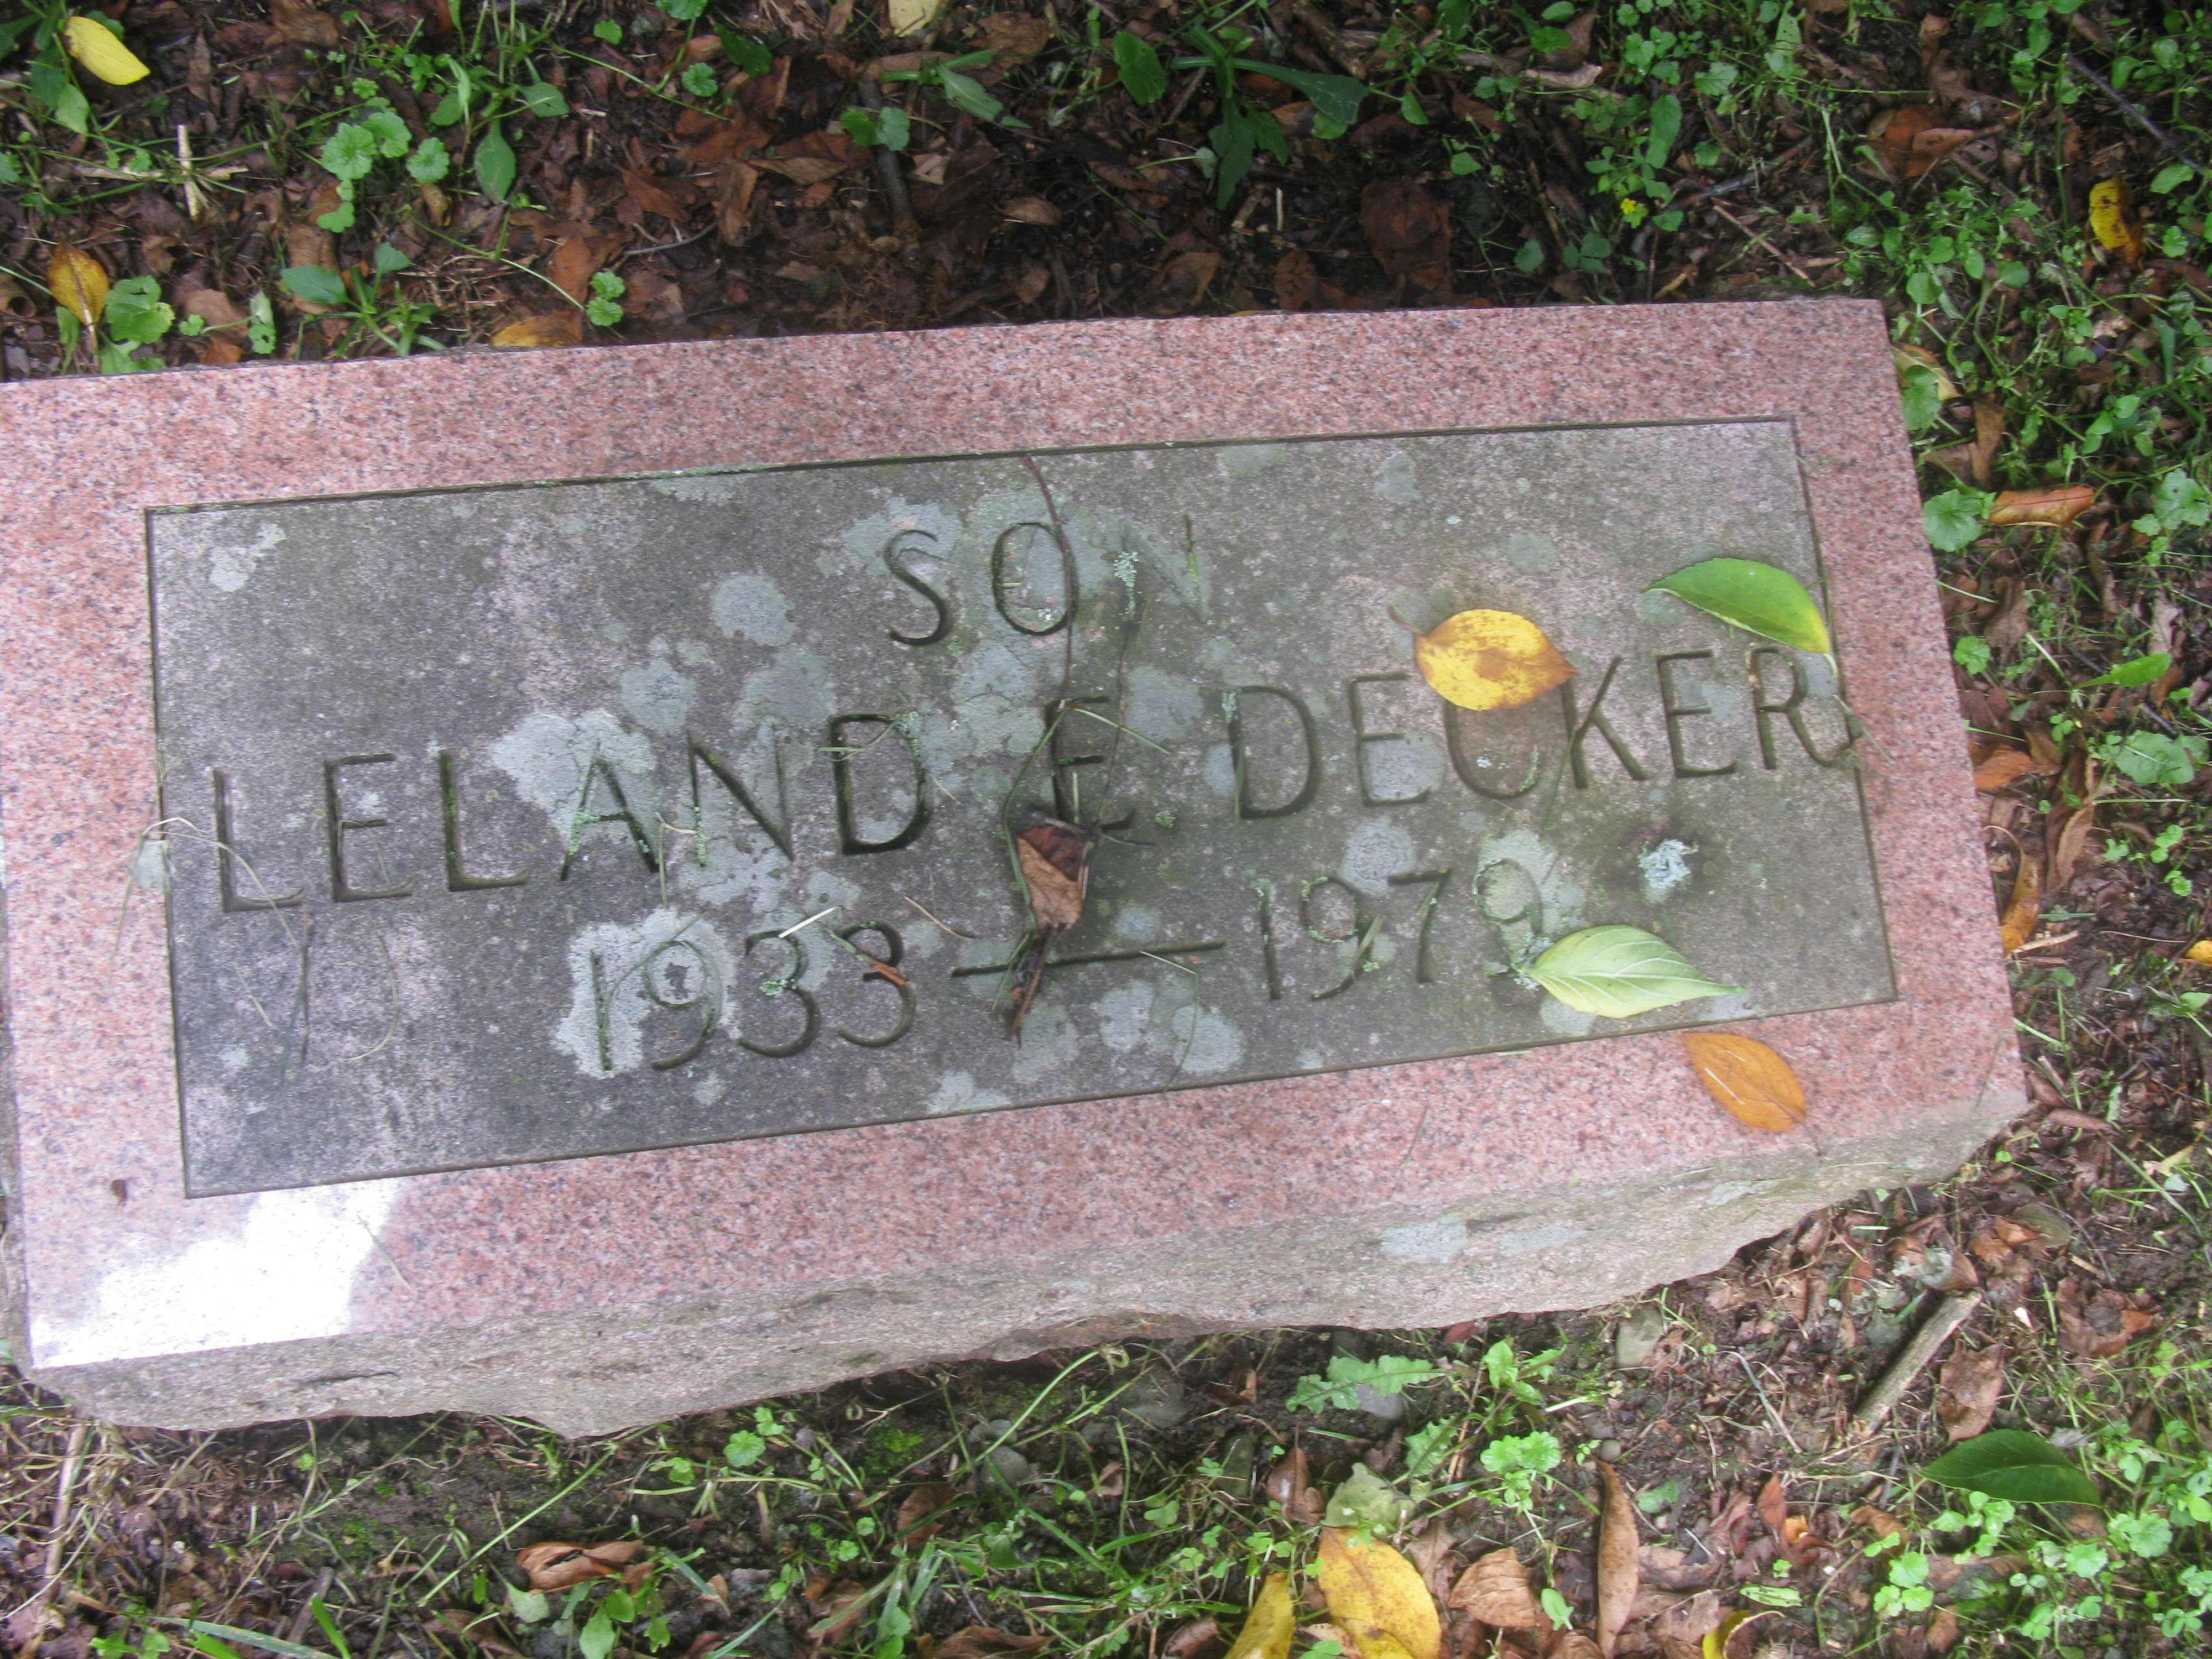 SON
LELAND E. DECKER
1933 — 1979